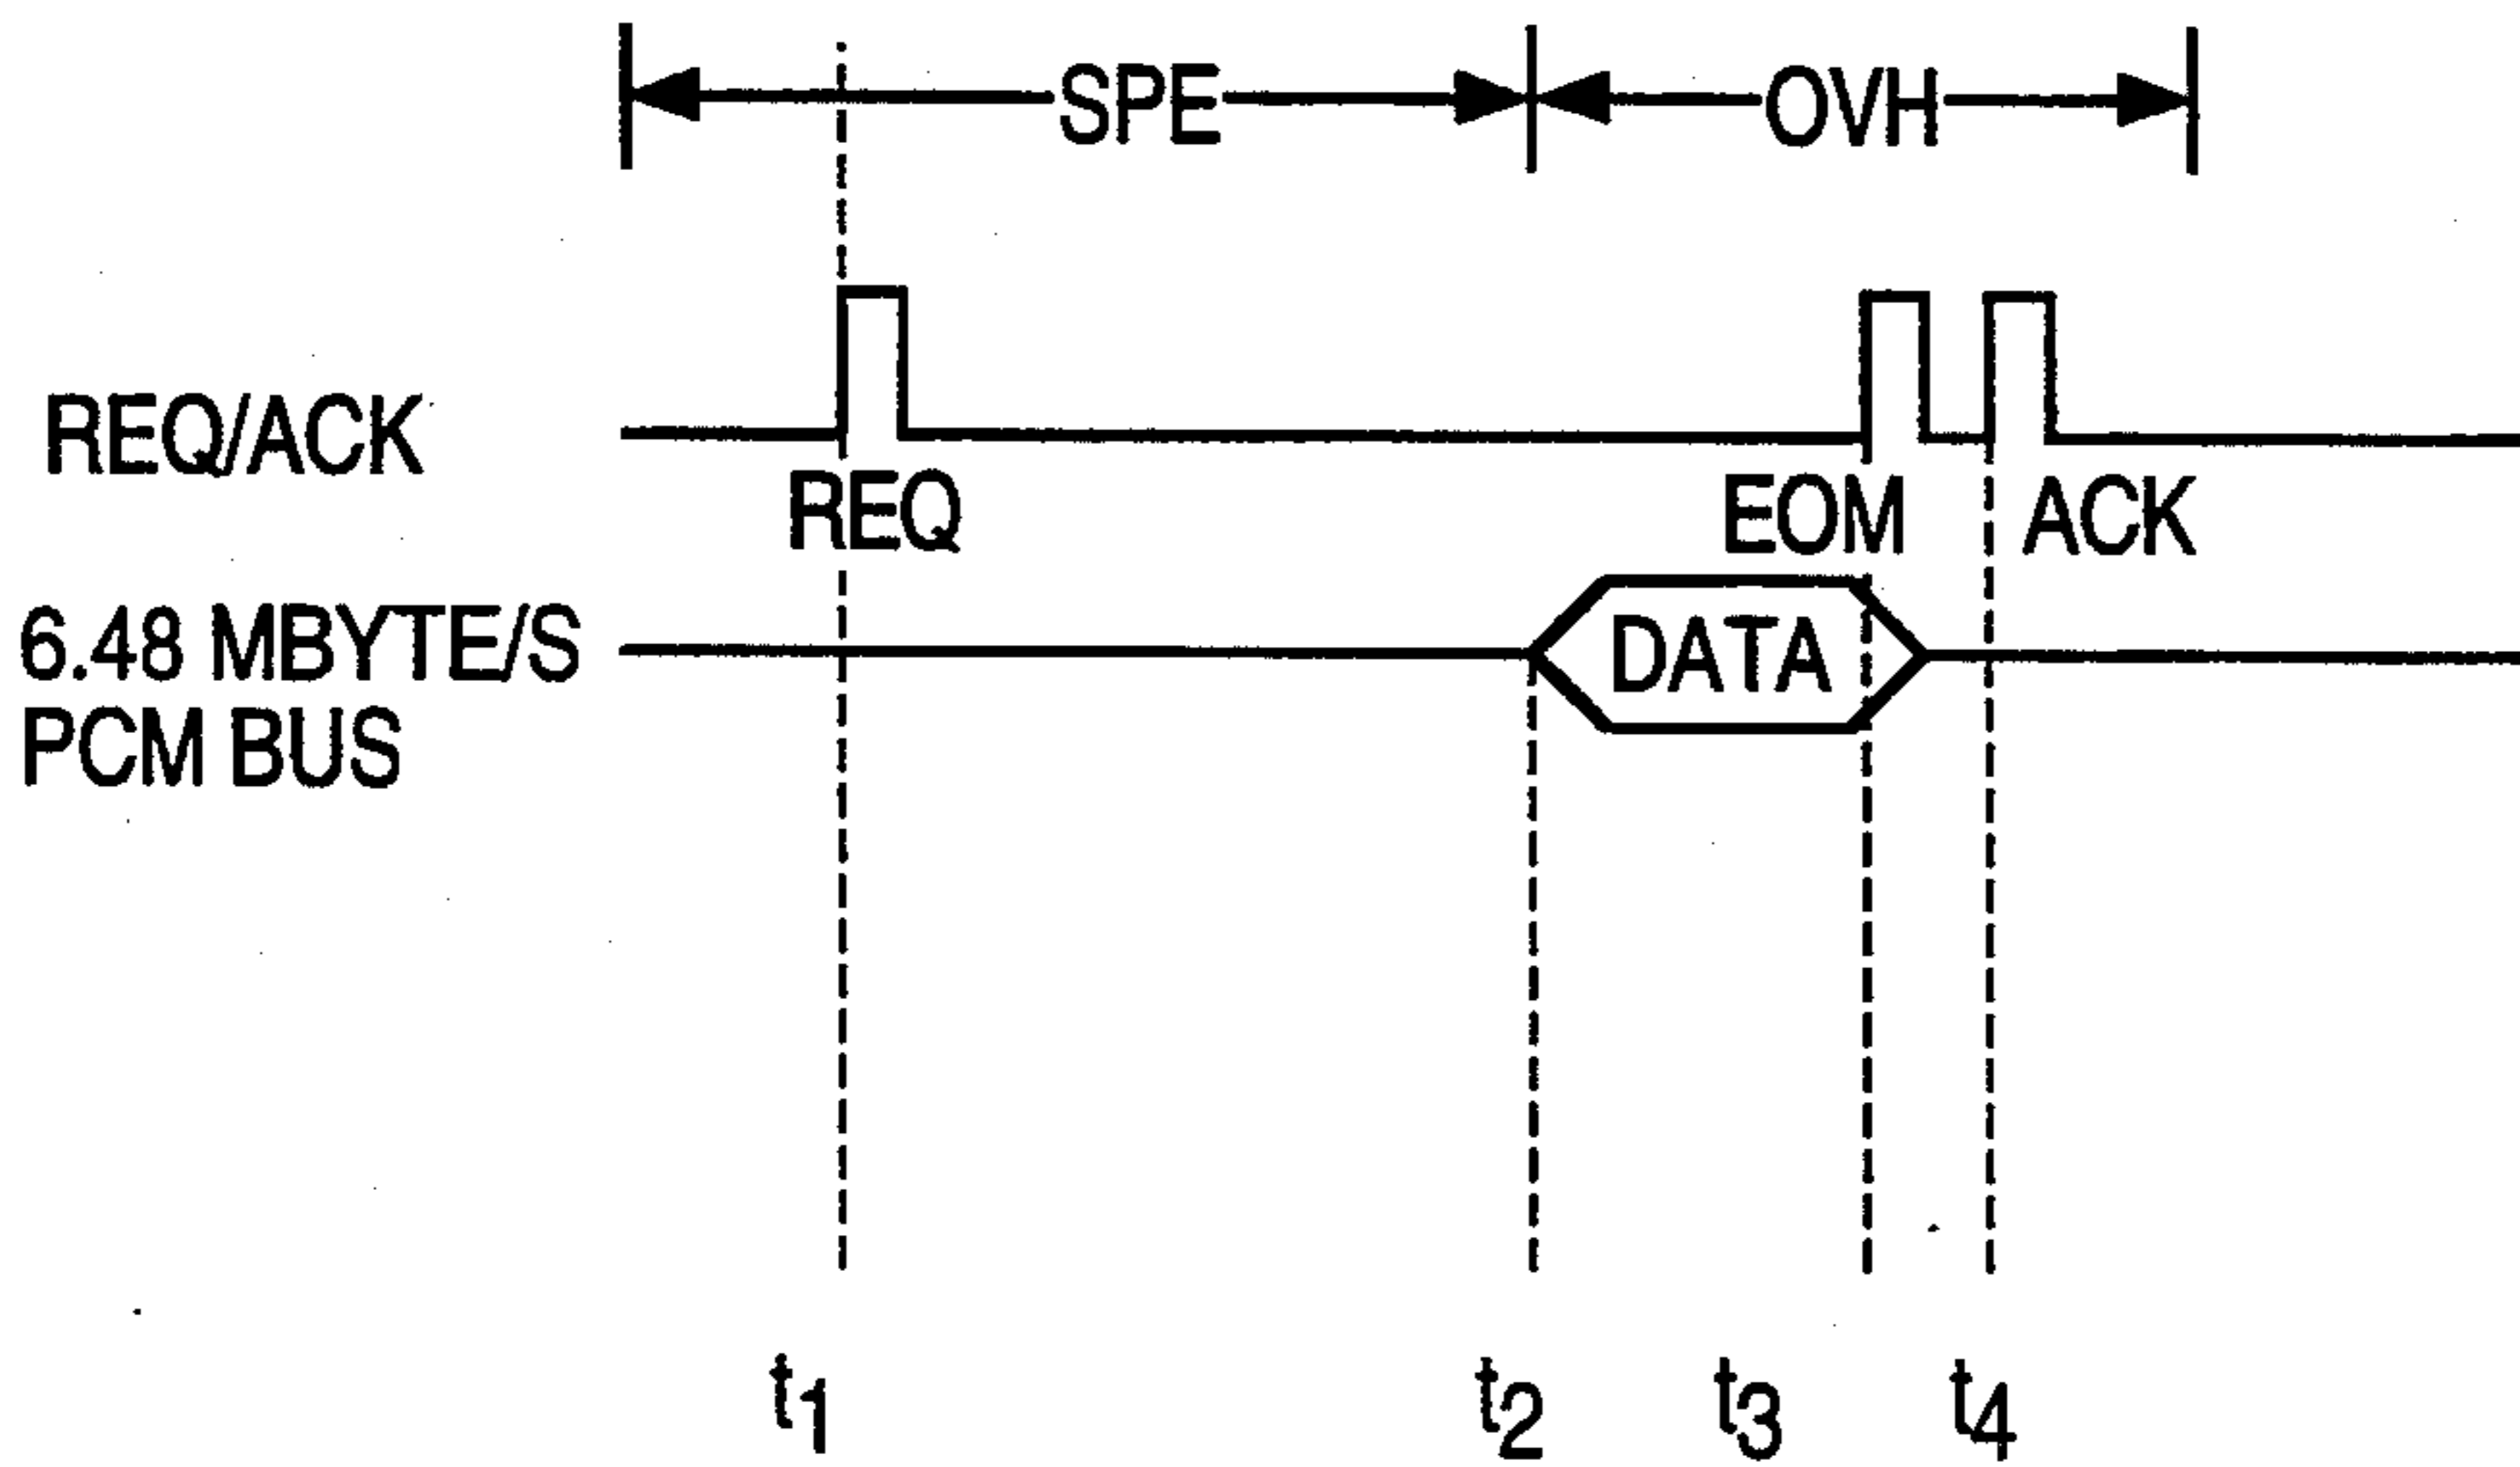 SPE OVH
REQ/ACK
REQ EOM ACK
6.48 MBYTE/S
PCM BUS
DATA
t1 t2 t3 t4